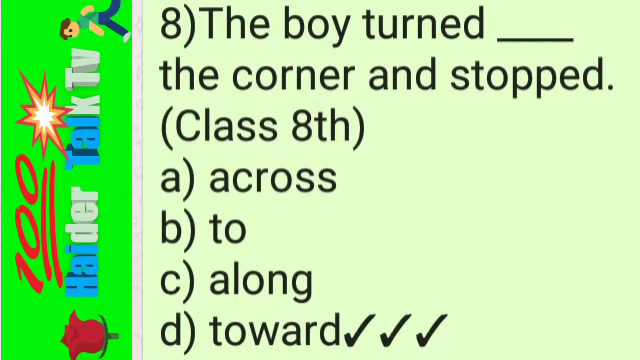 8)The boy turned ____
the corner and stopped.
(Class 8th)
a) across
b) to
c) along
d) toward✓✓✓
100
Haider Talk Tv